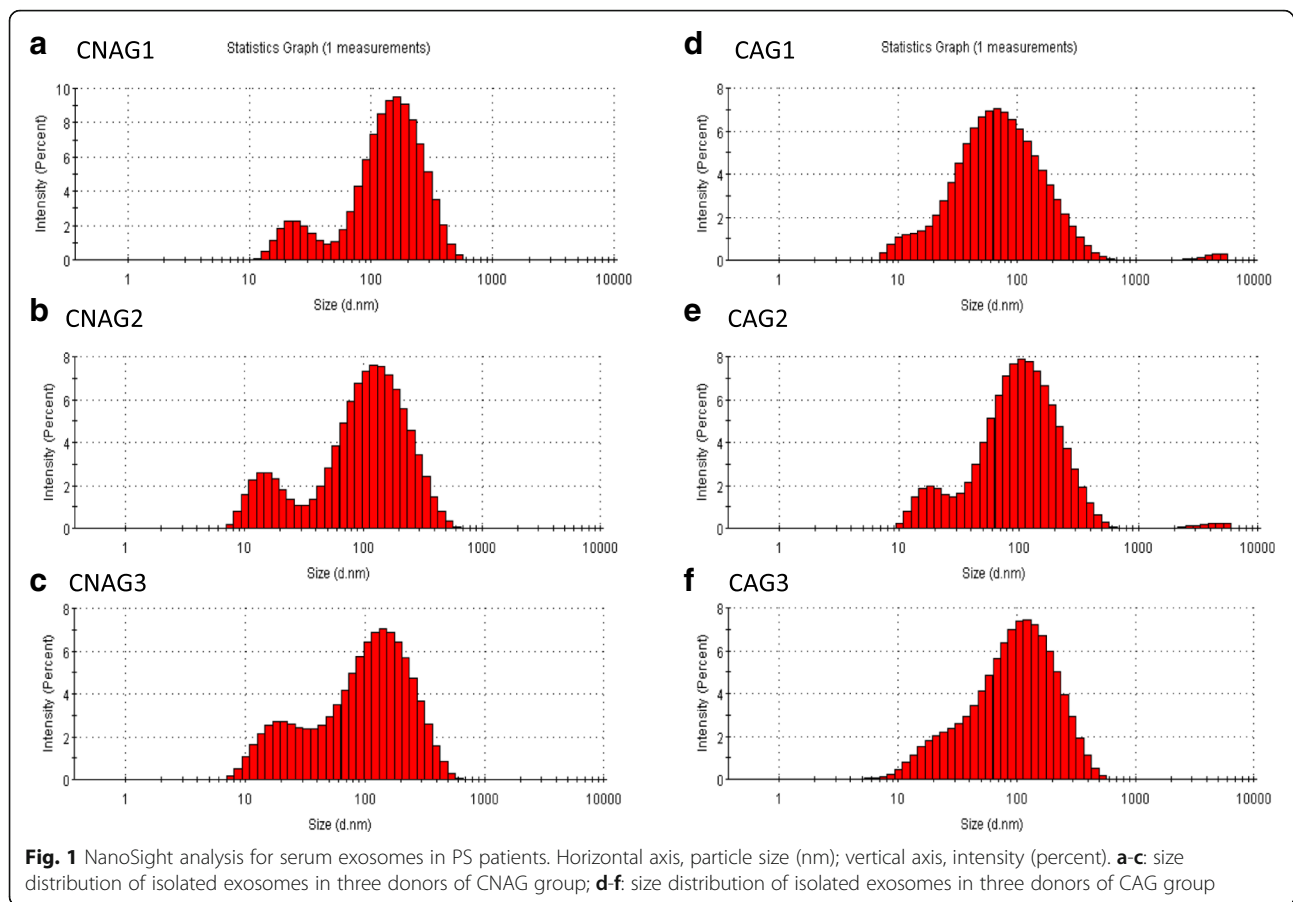 a CNAG1
Statistics Graph (1 measurements)
Intensity (Percent)
10
8
6
4
2
0
1 10 100 1000 10000
Size (d.nm)
b CNAG2
Intensity (Percent)
8
6
4
2
0
1 10 100 1000 10000
Size (d.nm)
c CNAG3
Intensity (Percent)
8
6
4
2
0
1 10 100 1000 10000
Size (d.nm)
d CAG1
Statistics Graph (1 measurements)
Intensity (Percent)
8
6
4
2
0
1 10 100 1000 10000
Size (d.nm)
e CAG2
Intensity (Percent)
8
6
4
2
0
1 10 100 1000 10000
Size (d.nm)
f CAG3
Intensity (Percent)
8
6
4
2
0
1 10 100 1000 10000
Size (d.nm)
Fig. 1 NanoSight analysis for serum exosomes in PS patients. Horizontal axis, particle size (nm); vertical axis, intensity (percent). a-c: size
distribution of isolated exosomes in three donors of CNAG group; d-f: size distribution of isolated exosomes in three donors of CAG group